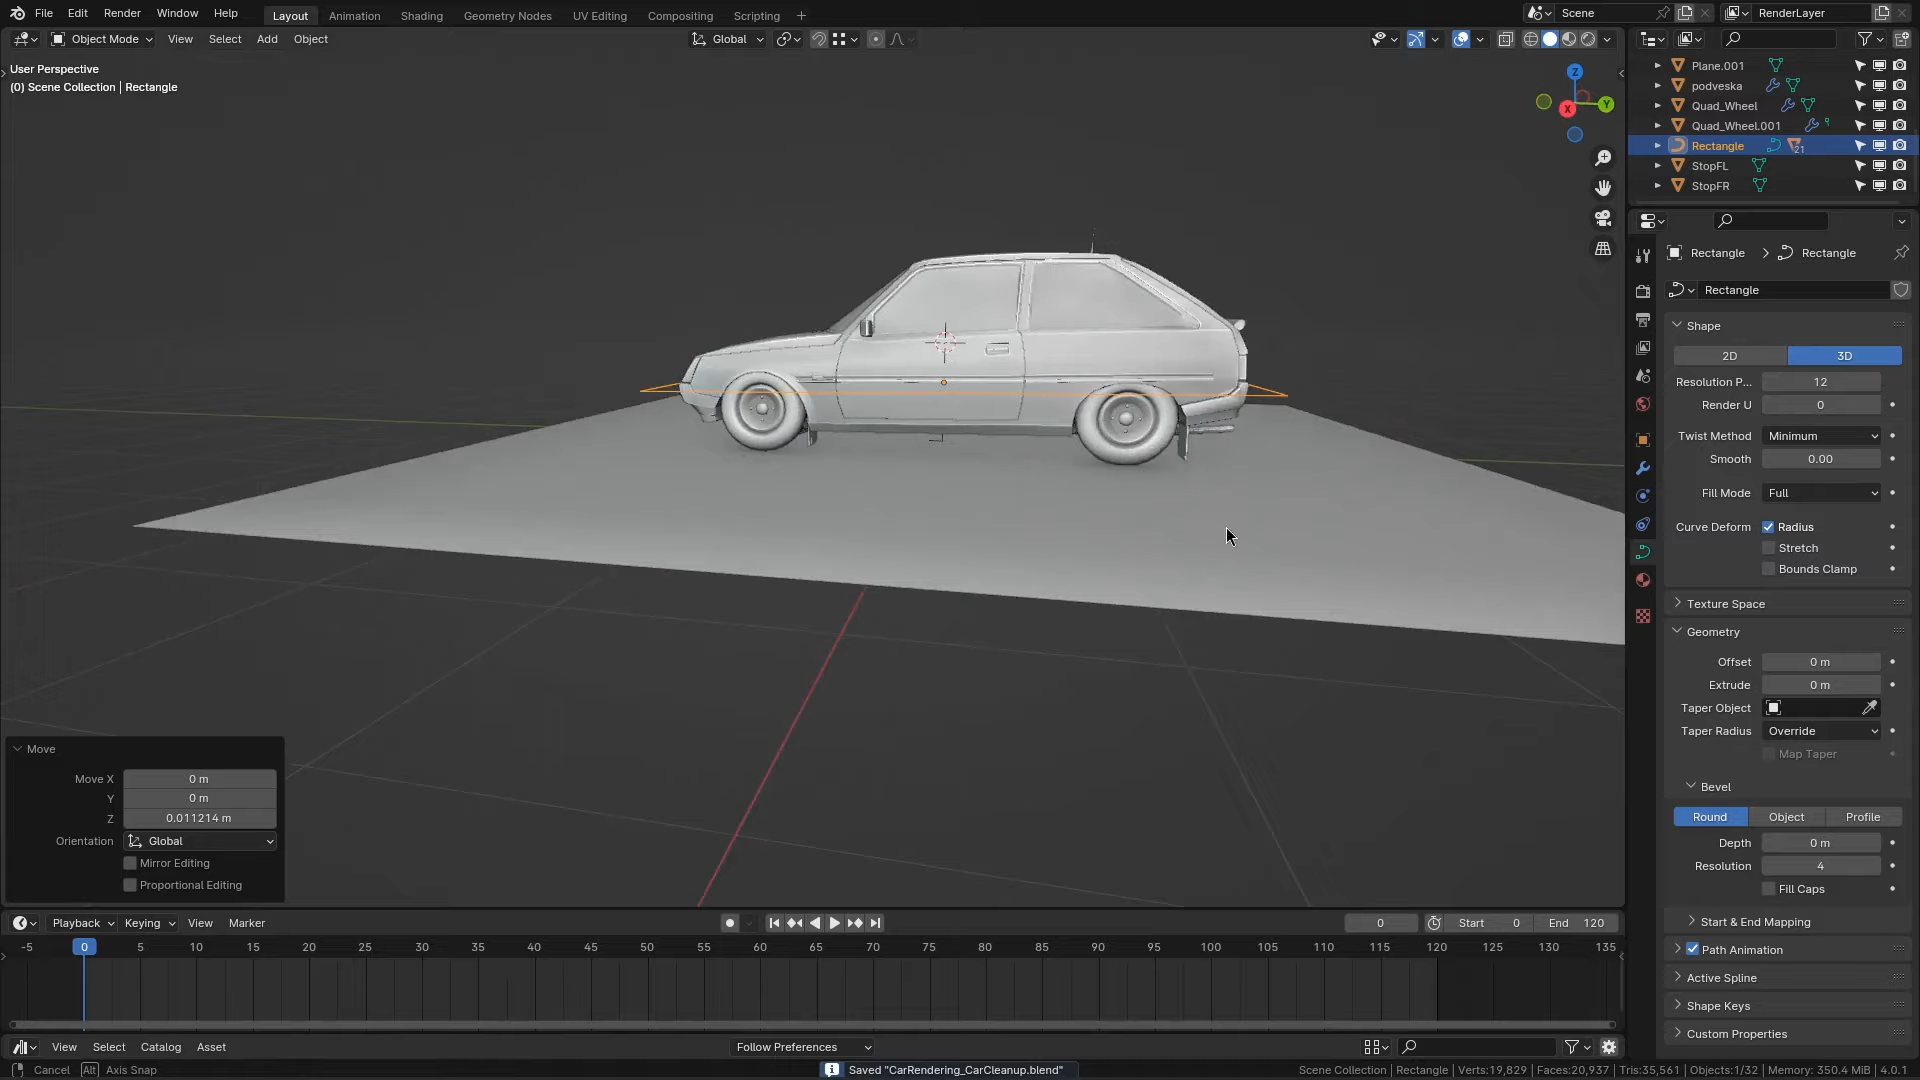 File Edit Render Window Help Layout Animation Shading Geometry Nodes UV Editing Compositing Scripting + Scene RenderLayer
Object Mode View Select Add Object Global
User Perspective
(0) Scene Collection | Rectangle
Z
Y
X
Plane.001
podveska
Quad_Wheel
Quad_Wheel.001
Rectangle 21
StopFL
StopFR
Rectangle > Rectangle
Rectangle
Shape
2D 3D
Resolution P... 12
Render U 0
Twist Method Minimum
Smooth 0.00
Fill Mode Full
Curve Deform Radius
Stretch
Bounds Clamp
Texture Space
Geometry
Offset 0 m
Extrude 0 m
Taper Object
Taper Radius Override
Map Taper
Bevel
Round Object Profile
Depth 0 m
Resolution 4
Fill Caps
Start & End Mapping
Path Animation
Active Spline
Shape Keys
Custom Properties
Move
Move X 0 m
Y 0 m
Z 0.011214 m
Orientation Global
Mirror Editing
Proportional Editing
Playback Keying View Marker 0 Start 0 End 120
-5 0 5 10 15 20 25 30 35 40 45 50 55 60 65 70 75 80 85 90 95 100 105 110 115 120 125 130 135
View Select Catalog Asset Follow Preferences
Cancel Alt Axis Snap Saved "CarRendering_CarCleanup.blend" Scene Collection | Rectangle | Verts:19,829 | Faces:20,937 | Tris:35,561 | Objects:1/32 | Memory: 350.4 MiB | 4.0.1